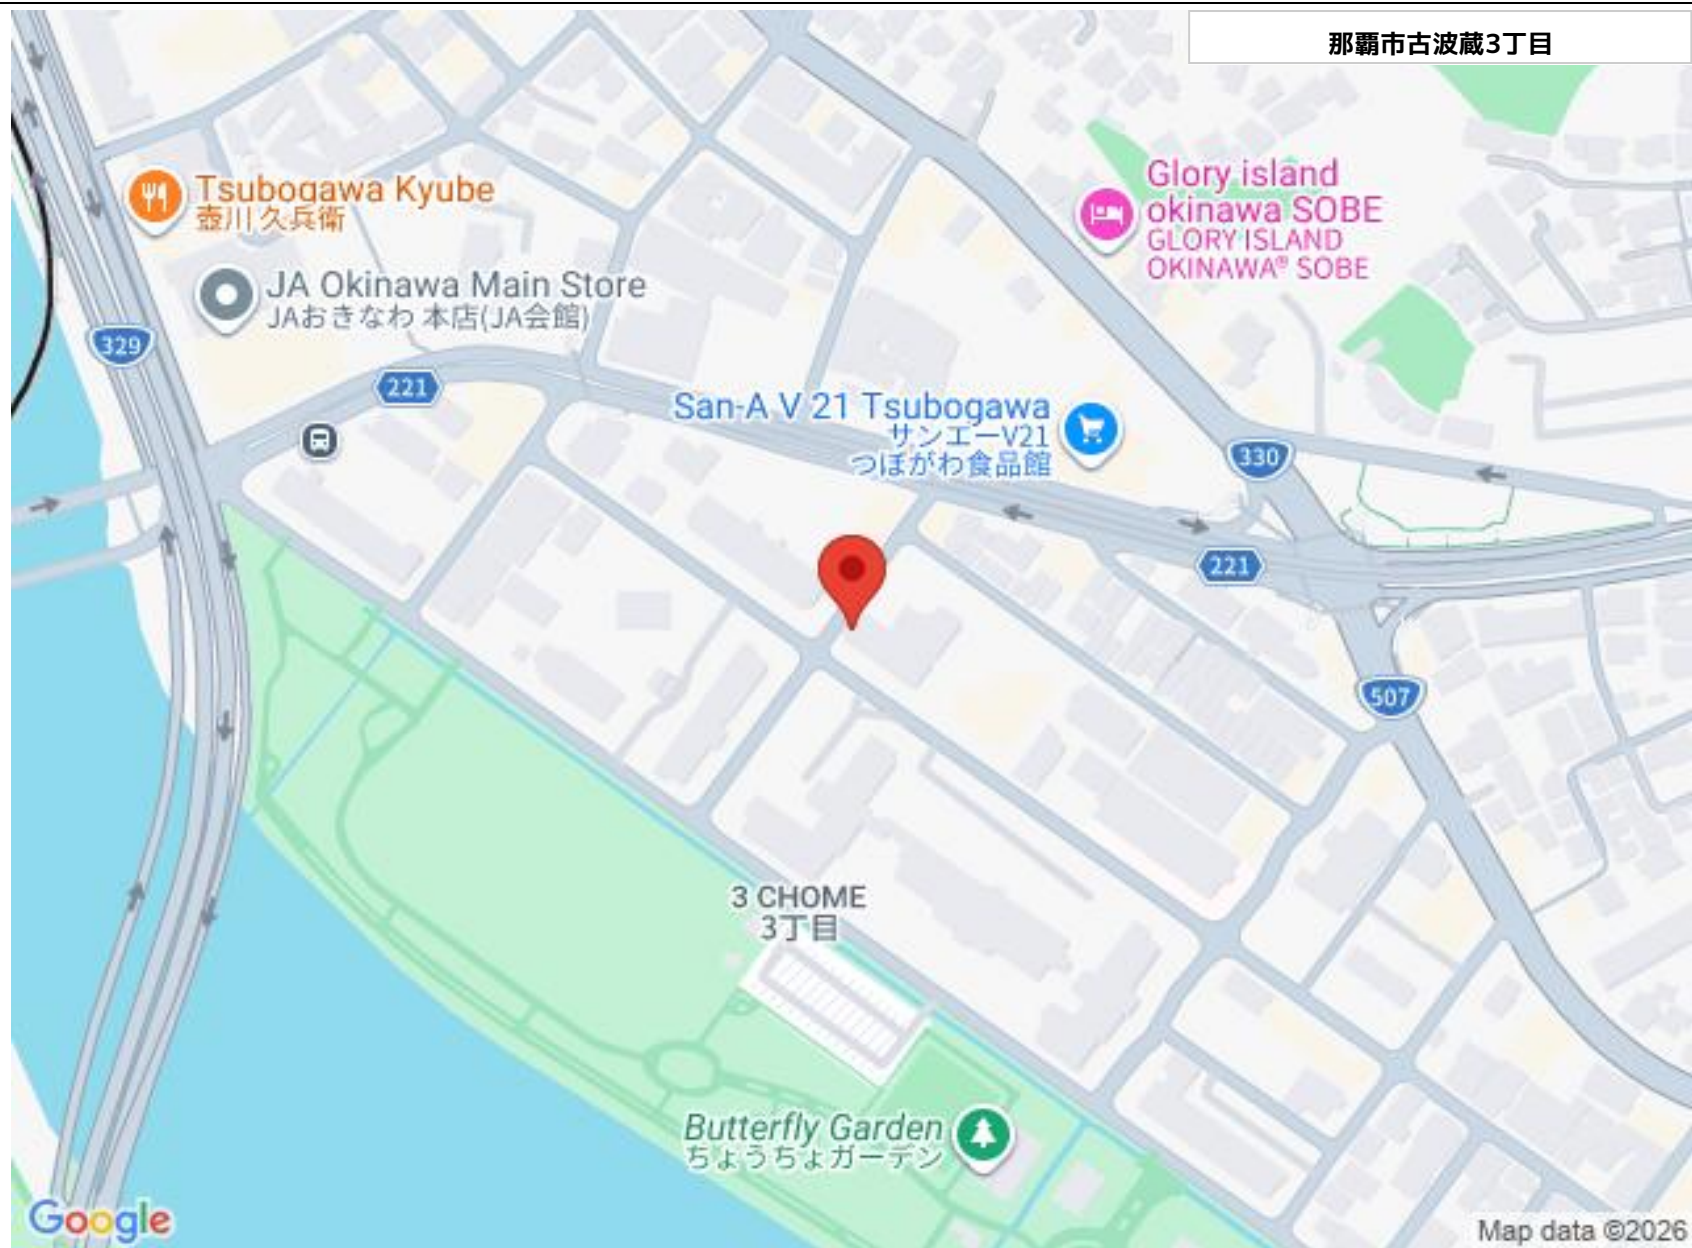 那覇市古波蔵3丁目
Glory island
okinawa SOBE
GLORY ISLAND
OKINAWA® SOBE
Tsubogawa Kyube
壺川 久兵衛
JA Okinawa Main Store
JAおきなわ 本店(JA会館)
329
221
San-A V 21 Tsubogawa
サンエーV21
つぼがわ食品館
330
221
507
3 CHOME
3丁目
Butterfly Garden
ちょうちょガーデン
Google
Map data ©2026